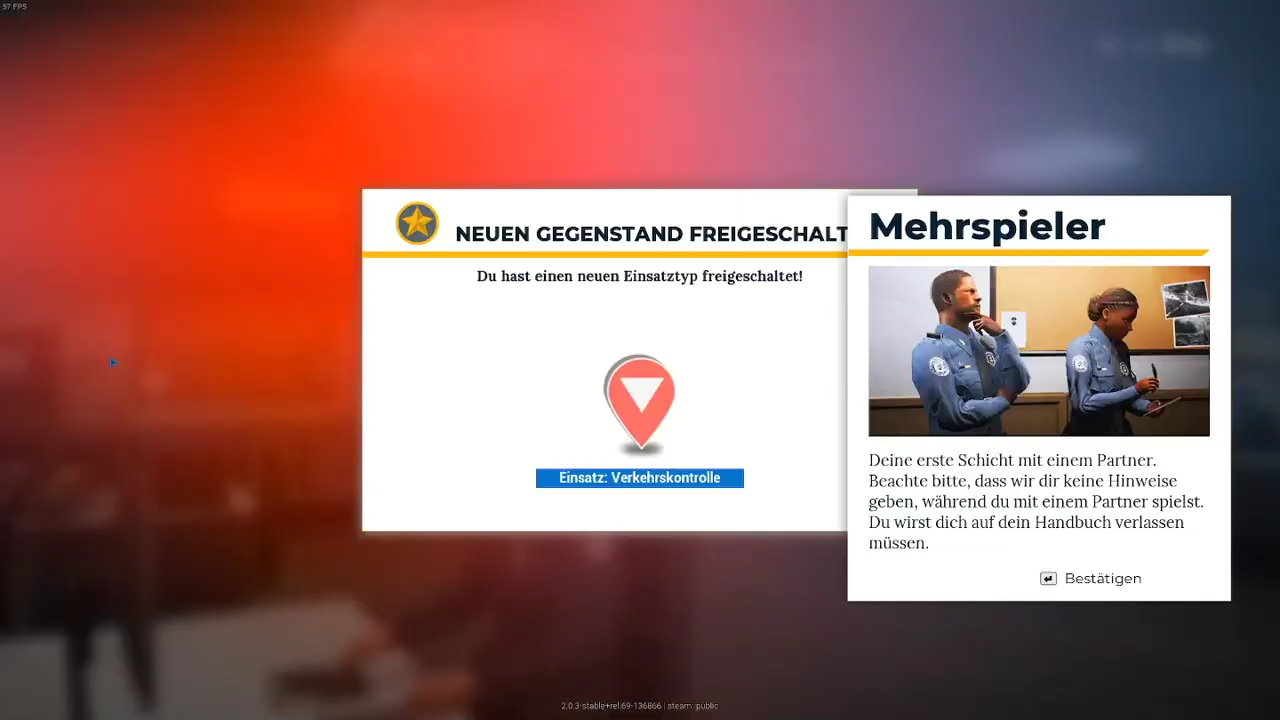 57 FPS
NEUEN GEGENSTAND FREIGESCHALT
Du hast einen neuen Einsatztyp freigeschaltet!
Einsatz: Verkehrskontrolle
Mehrspieler
Deine erste Schicht mit einem Partner.
Beachte bitte, dass wir dir keine Hinweise
geben, während du mit einem Partner spielst.
Du wirst dich auf dein Handbuch verlassen
müssen.
Bestätigen
2.0.3-stable+rel.69-136866 | steam: public